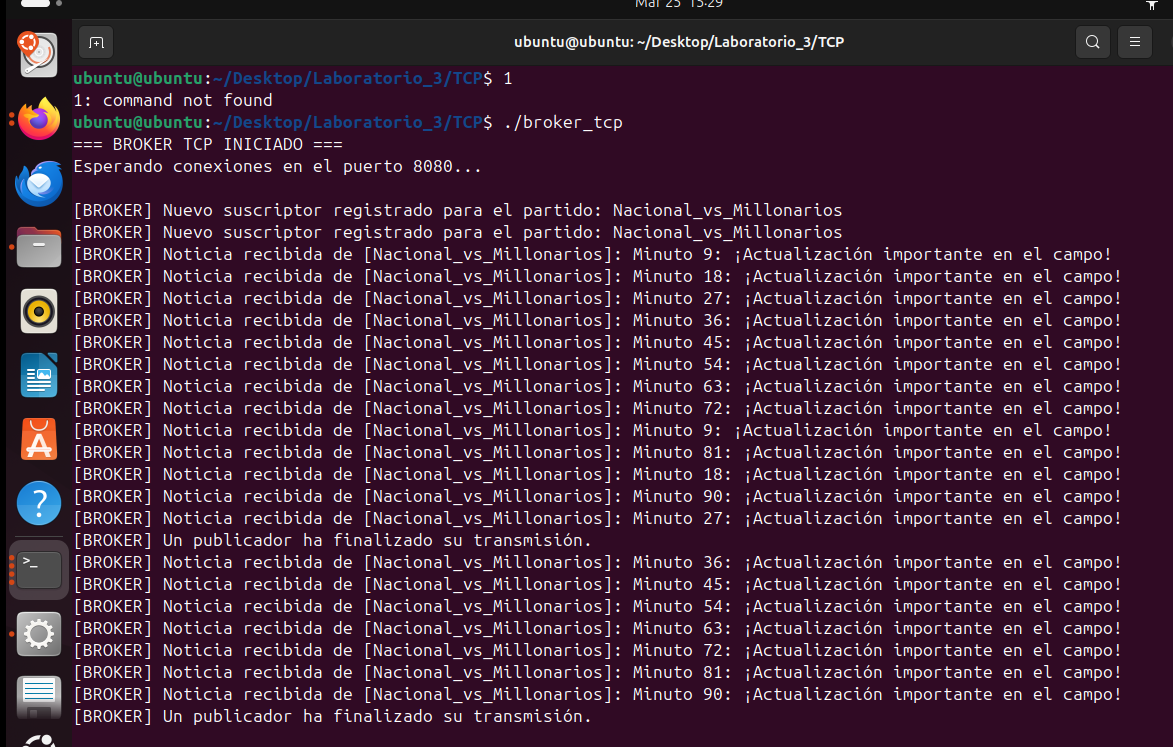 Mar 25 15:29
ubuntu@ubuntu: ~/Desktop/Laboratorio_3/TCP
ubuntu@ubuntu:~/Desktop/Laboratorio_3/TCP$ 1
1: command not found
ubuntu@ubuntu:~/Desktop/Laboratorio_3/TCP$ ./broker_tcp
=== BROKER TCP INICIADO ===
Esperando conexiones en el puerto 8080...
[BROKER] Nuevo suscriptor registrado para el partido: Nacional_vs_Millonarios
[BROKER] Nuevo suscriptor registrado para el partido: Nacional_vs_Millonarios
[BROKER] Noticia recibida de [Nacional_vs_Millonarios]: Minuto 9: ¡Actualización importante en el campo!
[BROKER] Noticia recibida de [Nacional_vs_Millonarios]: Minuto 18: ¡Actualización importante en el campo!
[BROKER] Noticia recibida de [Nacional_vs_Millonarios]: Minuto 27: ¡Actualización importante en el campo!
[BROKER] Noticia recibida de [Nacional_vs_Millonarios]: Minuto 36: ¡Actualización importante en el campo!
[BROKER] Noticia recibida de [Nacional_vs_Millonarios]: Minuto 45: ¡Actualización importante en el campo!
[BROKER] Noticia recibida de [Nacional_vs_Millonarios]: Minuto 54: ¡Actualización importante en el campo!
[BROKER] Noticia recibida de [Nacional_vs_Millonarios]: Minuto 63: ¡Actualización importante en el campo!
[BROKER] Noticia recibida de [Nacional_vs_Millonarios]: Minuto 72: ¡Actualización importante en el campo!
[BROKER] Noticia recibida de [Nacional_vs_Millonarios]: Minuto 9: ¡Actualización importante en el campo!
[BROKER] Noticia recibida de [Nacional_vs_Millonarios]: Minuto 81: ¡Actualización importante en el campo!
[BROKER] Noticia recibida de [Nacional_vs_Millonarios]: Minuto 18: ¡Actualización importante en el campo!
[BROKER] Noticia recibida de [Nacional_vs_Millonarios]: Minuto 90: ¡Actualización importante en el campo!
[BROKER] Noticia recibida de [Nacional_vs_Millonarios]: Minuto 27: ¡Actualización importante en el campo!
[BROKER] Un publicador ha finalizado su transmisión.
[BROKER] Noticia recibida de [Nacional_vs_Millonarios]: Minuto 36: ¡Actualización importante en el campo!
[BROKER] Noticia recibida de [Nacional_vs_Millonarios]: Minuto 45: ¡Actualización importante en el campo!
[BROKER] Noticia recibida de [Nacional_vs_Millonarios]: Minuto 54: ¡Actualización importante en el campo!
[BROKER] Noticia recibida de [Nacional_vs_Millonarios]: Minuto 63: ¡Actualización importante en el campo!
[BROKER] Noticia recibida de [Nacional_vs_Millonarios]: Minuto 72: ¡Actualización importante en el campo!
[BROKER] Noticia recibida de [Nacional_vs_Millonarios]: Minuto 81: ¡Actualización importante en el campo!
[BROKER] Noticia recibida de [Nacional_vs_Millonarios]: Minuto 90: ¡Actualización importante en el campo!
[BROKER] Un publicador ha finalizado su transmisión.